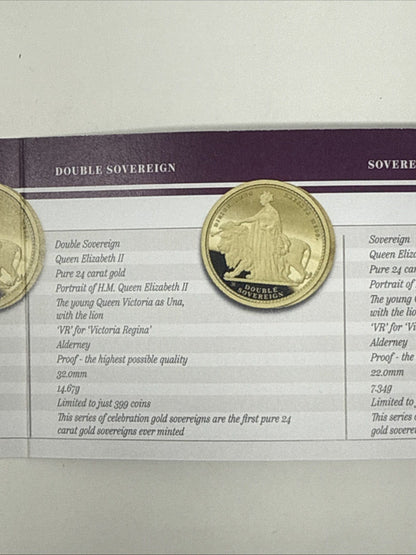 DOUBLE SOVEREIGN
Double Sovereign
Queen Elizabeth II
Pure 24 carat gold
Portrait of H.M. Queen Elizabeth II
The young Queen Victoria as Una,
with the lion
'VR' for 'Victoria Regina'
Alderney
Proof - the highest possible quality
32.0mm
14.67g
Limited to just 399 coins
This series of celebration gold sovereigns are the first pure 24
carat gold sovereigns ever minted
DOUBLE
SOVEREIGN
SOVERE
Sovereign
Queen Eliz
Pure 24 ca
Portrait of
The young
with the lio
'VR' for 'Vi
Alderney
Proof - the
22.0mm
7.34g
Limited to
This series
gold sovere